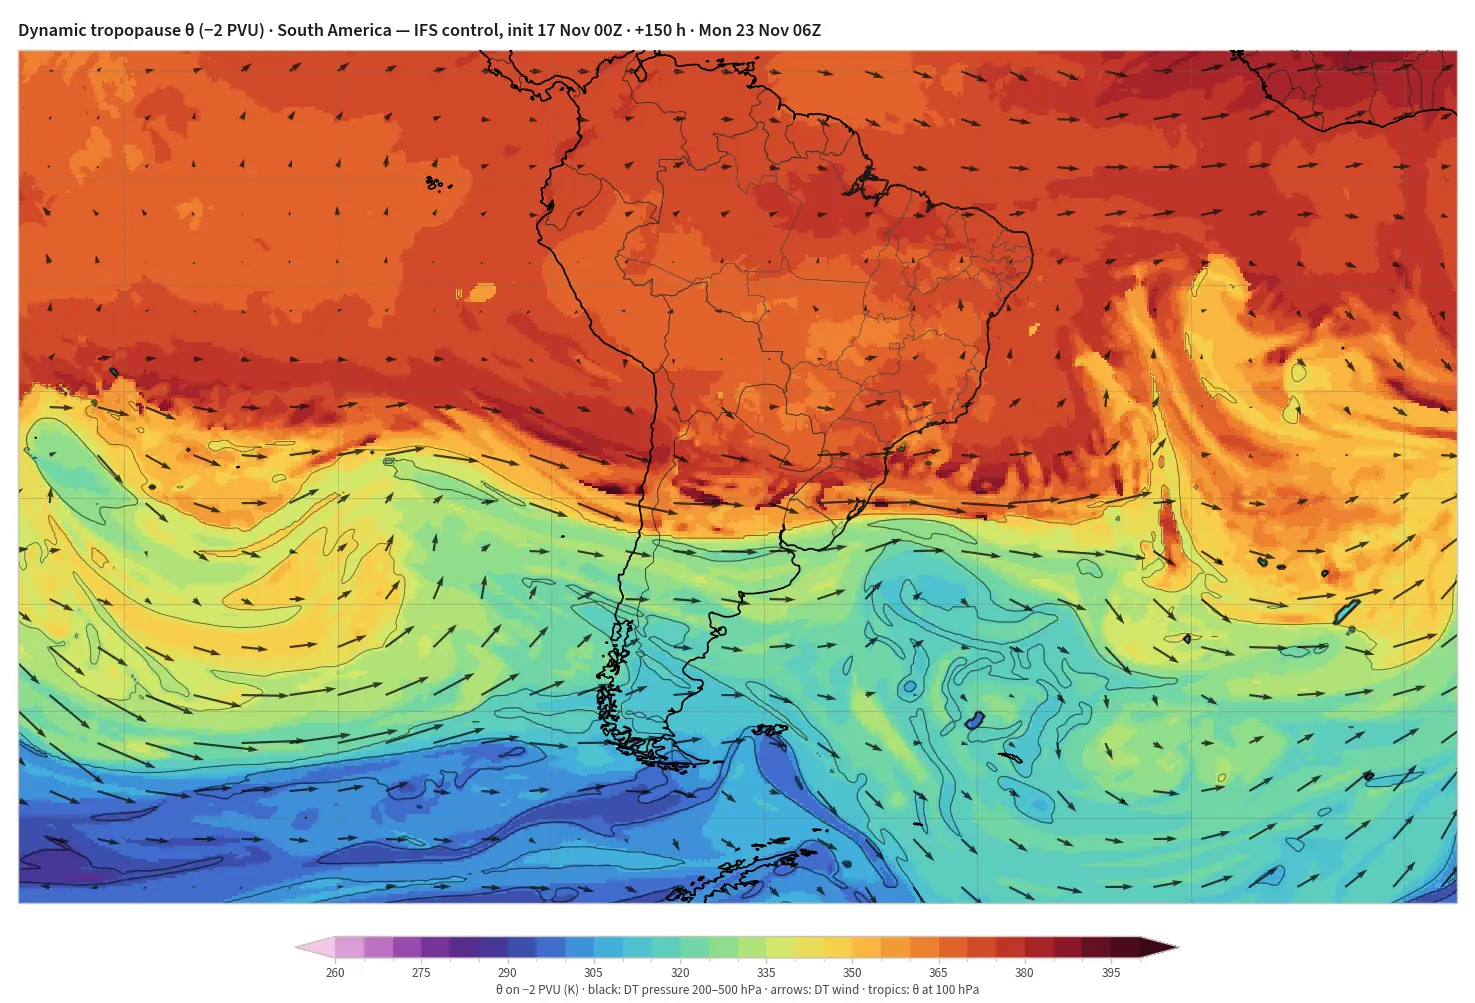 Dynamic tropopause θ (−2 PVU) · South America — IFS control, init 17 Nov 00Z · +150 h · Mon 23 Nov 06Z
260 275 290 305 320 335 350 365 380 395
θ on −2 PVU (K) · black: DT pressure 200–500 hPa · arrows: DT wind · tropics: θ at 100 hPa